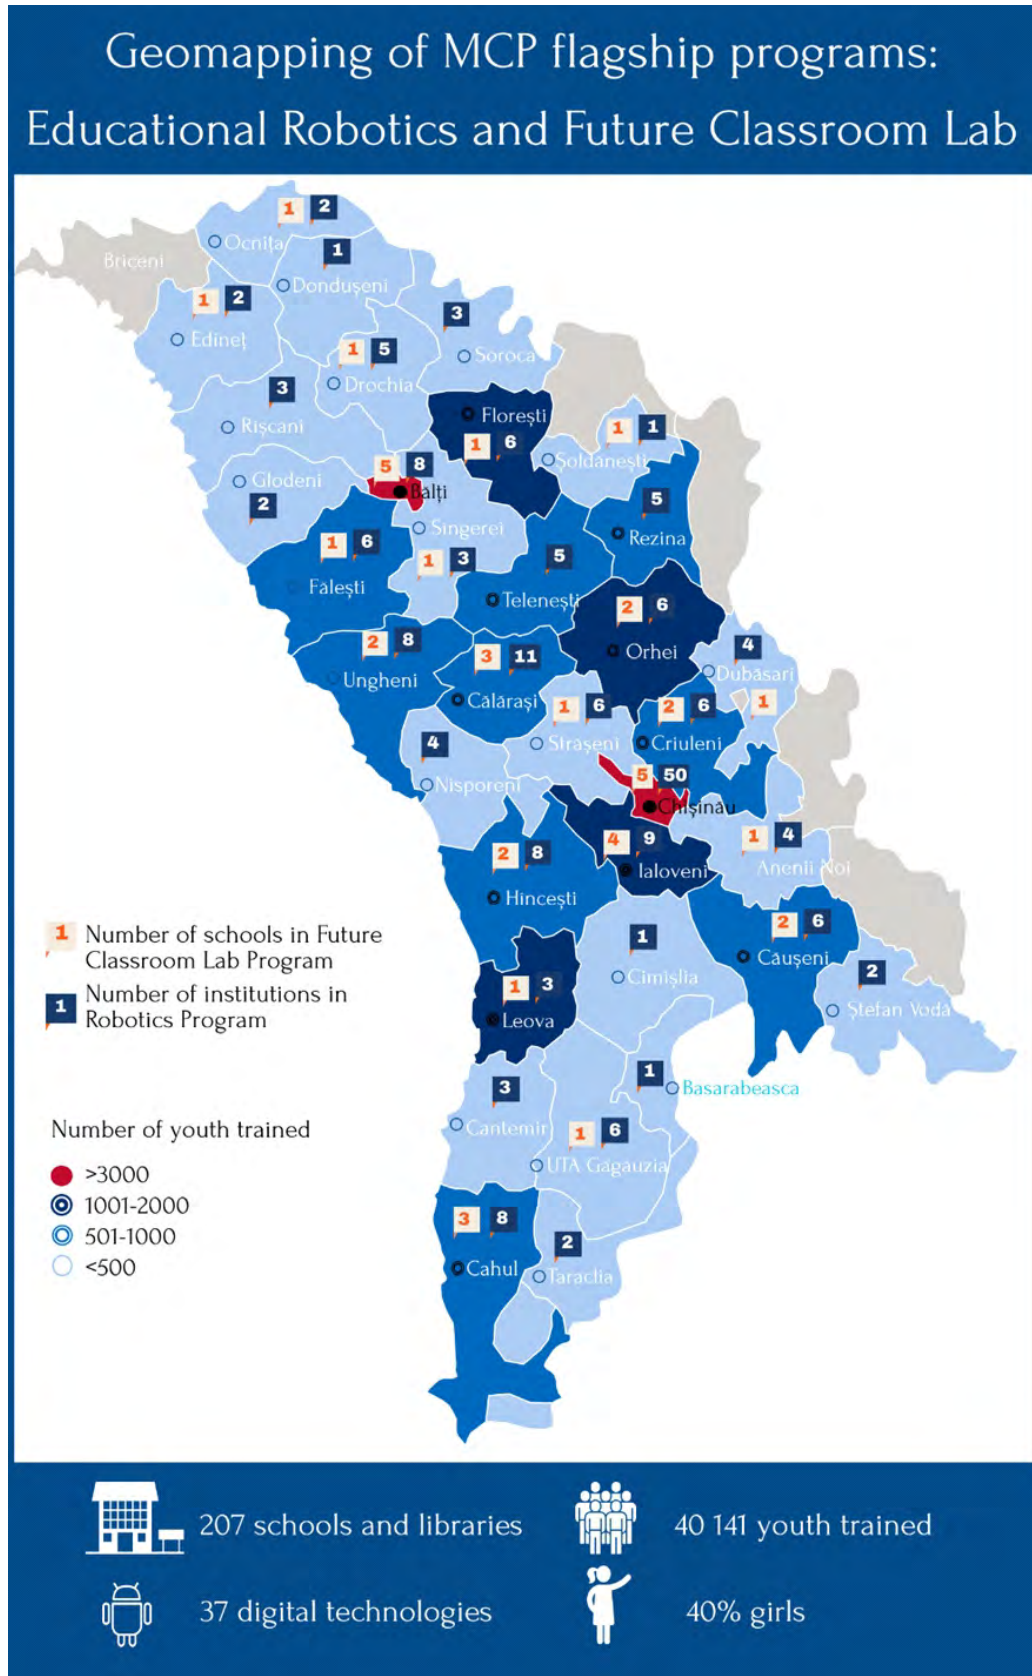 Geomapping of MCP flagship programs:
Educational Robotics and Future Classroom Lab
1 2
Ocnița
Briceni
1
Dondușeni
1 2
Edineț
3
Soroca
1 5
Drochia
3
Rîșcani
Florești
1 6
1 1
Șoldănești
Glodeni
2
5 8
Bălți
Sîngerei
1 3
5
Rezina
1 6
Fălești
5
Telenești
2 6
Orhei
2 8
Ungheni
3 11
Călărași
4
Dubăsari
1
1 6
Strășeni
2 6
Criuleni
4
Nisporeni
5 50
Chișinău
4 9
Ialoveni
1 4
Anenii Noi
2 8
Hîncești
2 6
Căușeni
1
Cimișlia
2
Ștefan Vodă
1 3
Leova
1 Number of schools in Future
Classroom Lab Program
1 Number of institutions in
Robotics Program
3
Cantemir
1
Basarabeasca
1 6
UTA Găgăuzia
3 8
Cahul
2
Taraclia
Number of youth trained
>3000
1001-2000
501-1000
<500
207 schools and libraries
40 141 youth trained
37 digital technologies
40% girls